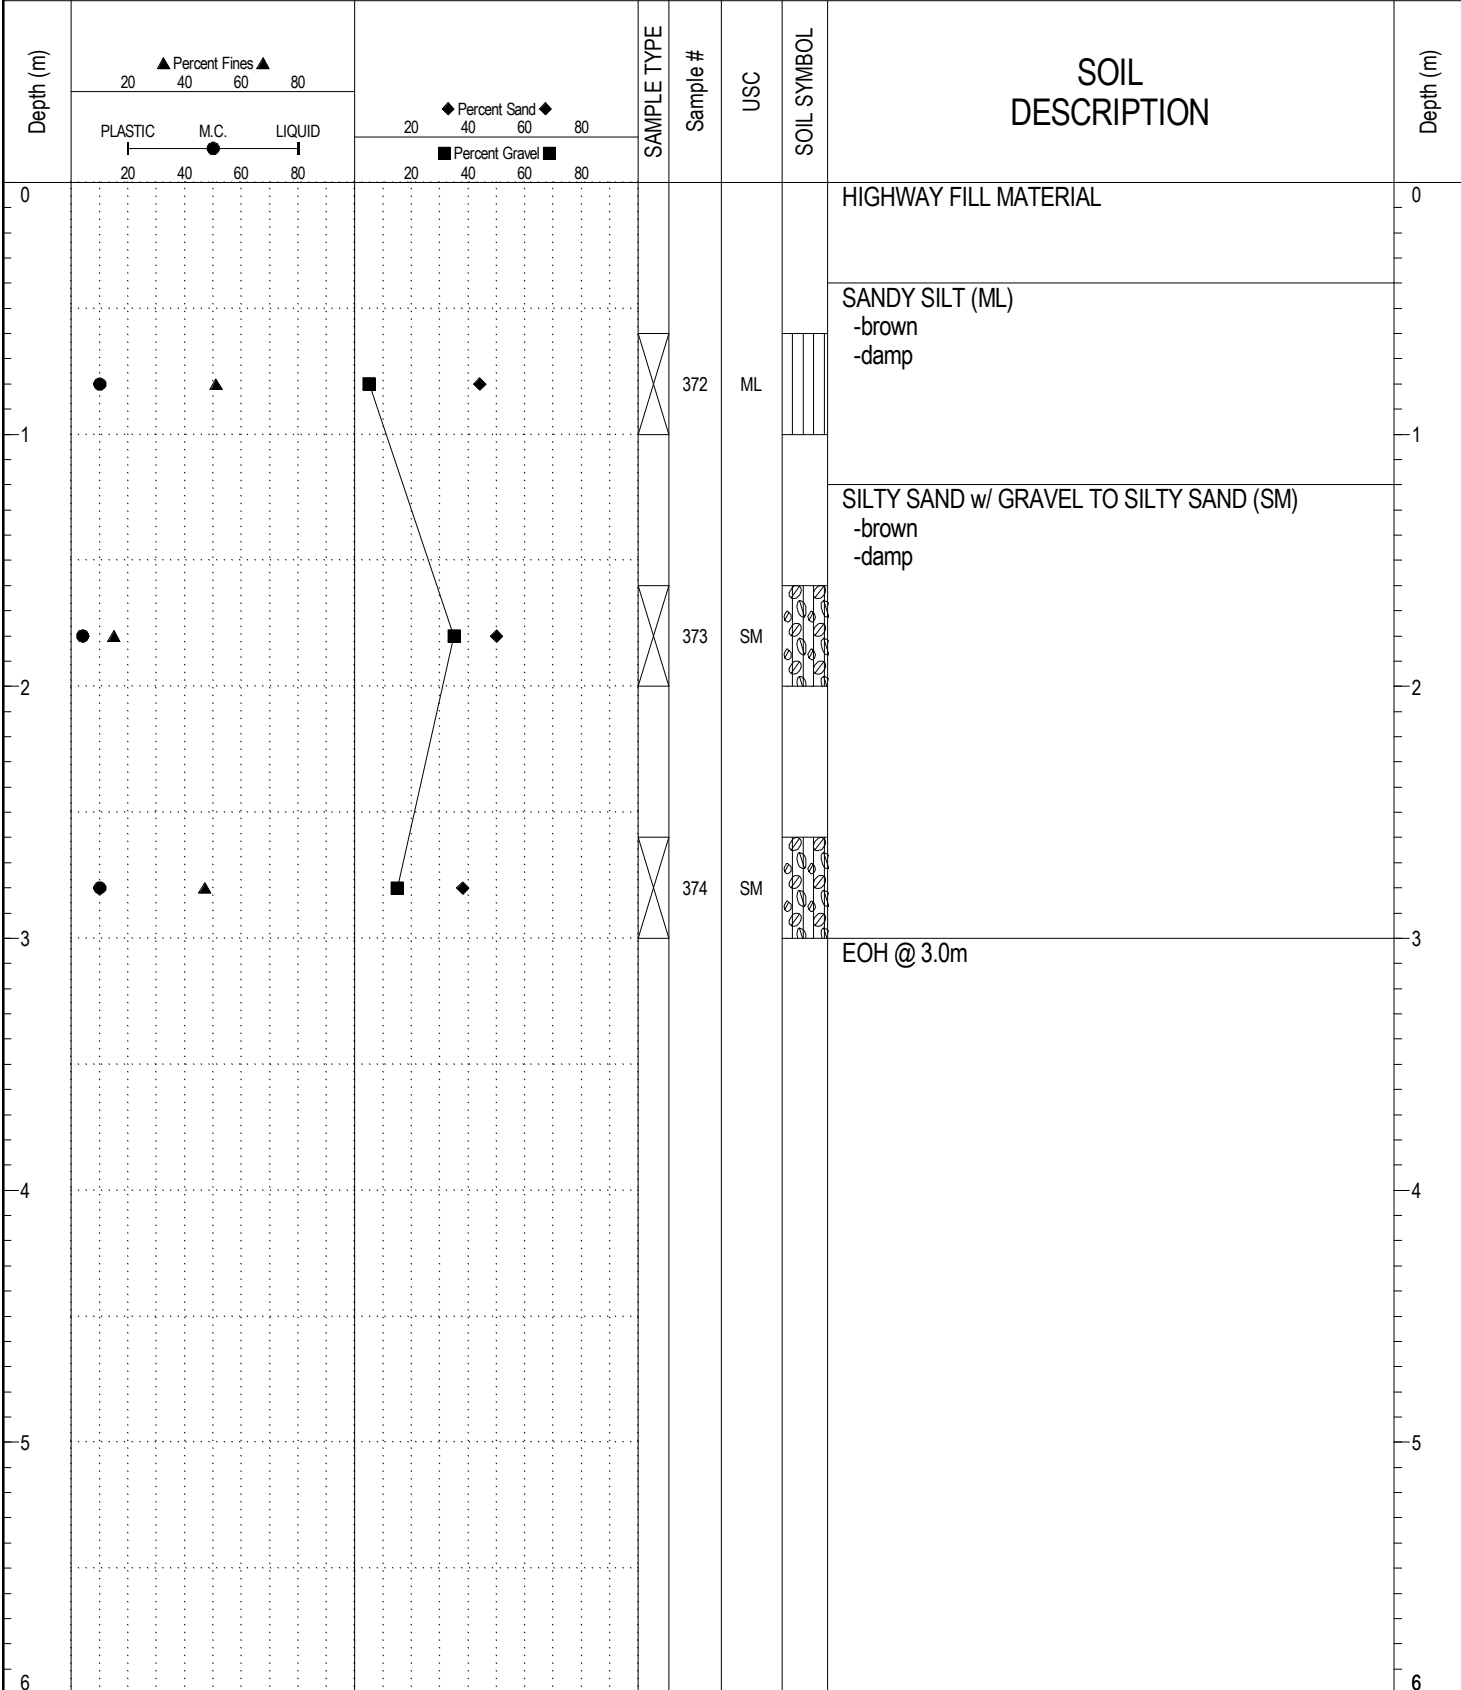 Depth (m)
▲ Percent Fines ▲
20 40 60 80
PLASTIC M.C. LIQUID
20 40 60 80
◆ Percent Sand ◆
20 40 60 80
■ Percent Gravel ■
20 40 60 80
SAMPLE TYPE
Sample #
USC
SOIL SYMBOL
SOIL
DESCRIPTION
Depth (m)
0 HIGHWAY FILL MATERIAL 0
SANDY SILT (ML)
-brown
-damp
372 ML
1 1
SILTY SAND w/ GRAVEL TO SILTY SAND (SM)
-brown
-damp
373 SM
2 2
374 SM
3 3
EOH @ 3.0m
4 4
5 5
6 6